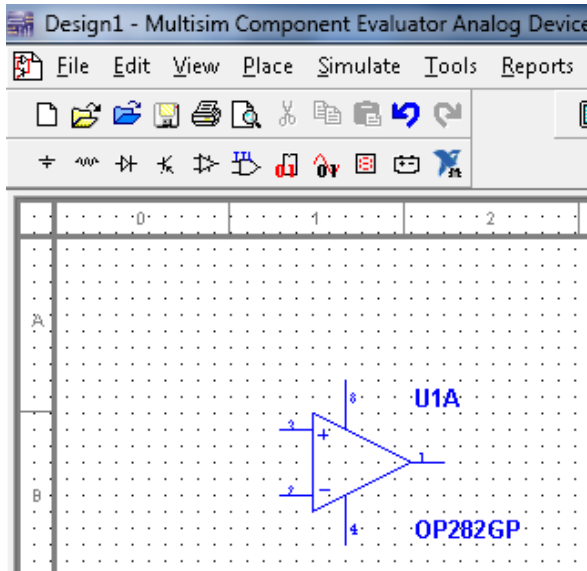 Design1 - Multisim Component Evaluator Analog Device
File Edit View Place Simulate Tools Reports
0 1 2
A
8 U1A
3
+
1
B 2
−
4 OP282GP